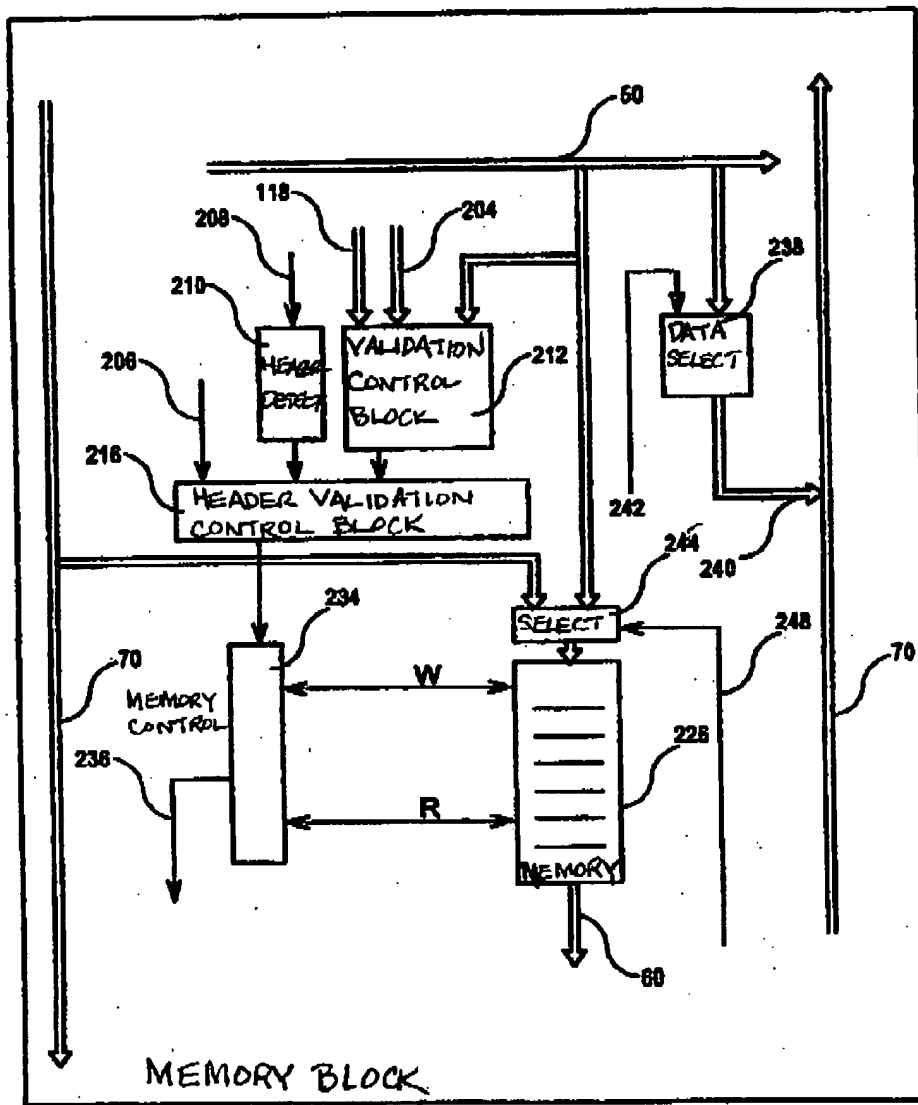 60
118
208
204
210
HEADER
DETECT
VALIDATION
CONTROL
BLOCK
212
238
DATA
SELECT
206
216
HEADER VALIDATION
CONTROL BLOCK
242
240
244
SELECT
234
248
70
MEMORY
CONTROL
W
70
226
236
R
MEMORY
60
MEMORY BLOCK